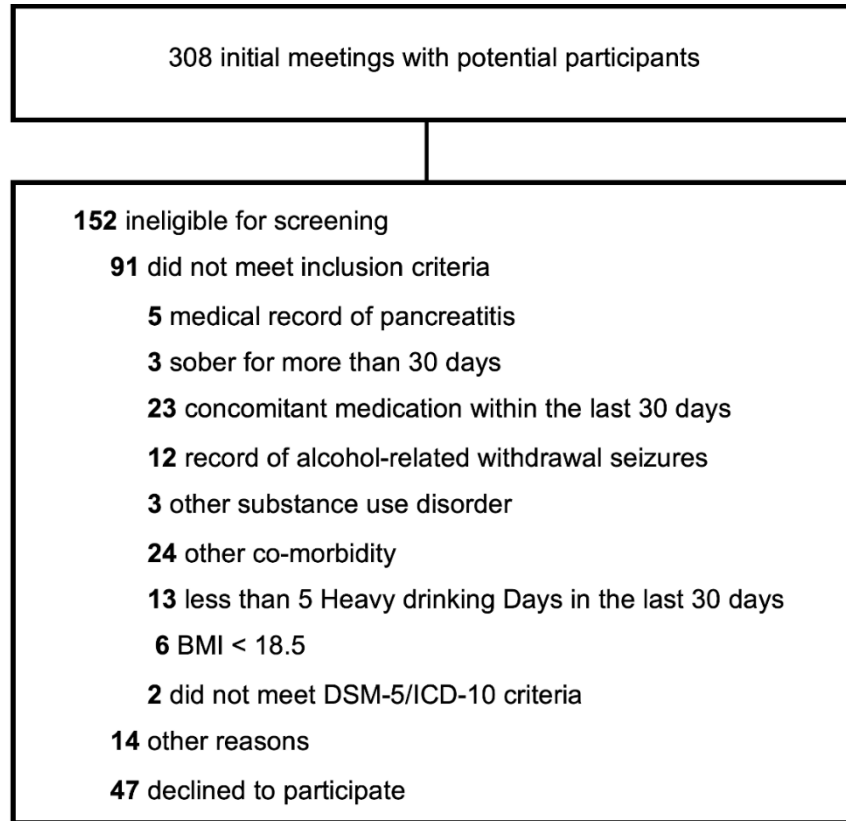 308 initial meetings with potential participants
152 ineligible for screening
91 did not meet inclusion criteria
5 medical record of pancreatitis
3 sober for more than 30 days
23 concomitant medication within the last 30 days
12 record of alcohol-related withdrawal seizures
3 other substance use disorder
24 other co-morbidity
13 less than 5 Heavy drinking Days in the last 30 days
6 BMI < 18.5
2 did not meet DSM-5/ICD-10 criteria
14 other reasons
47 declined to participate